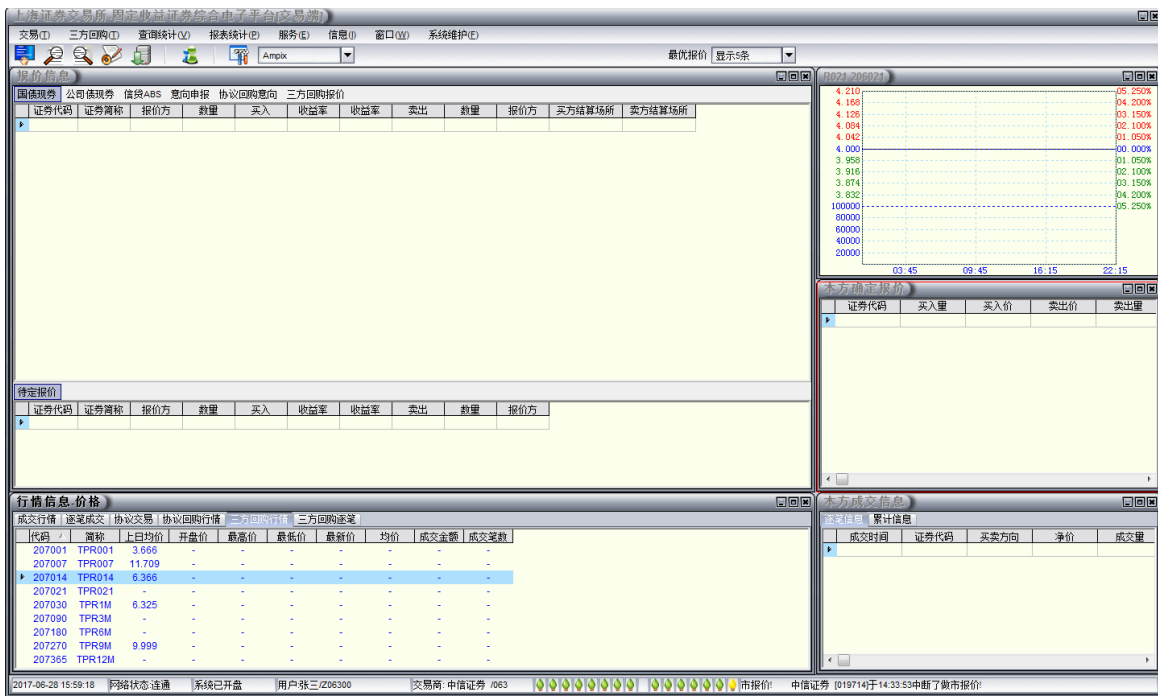 上海证券交易所 固定收益证券综合电子平台[交易端]
交易(T) 三方回购(T) 查询统计(V) 报表统计(P) 服务(E) 信息(I) 窗口(W) 系统维护(F)
Ampix 最优报价 显示5条
报价信息
国债现券 公司债现券 信贷ABS 意向申报 协议回购意向 三方回购报价
证券代码 证券简称 报价方 数量 买入 收益率 收益率 卖出 数量 报价方 买方结算场所 卖方结算场所
待定报价
证券代码 证券简称 报价方 数量 买入 收益率 收益率 卖出 数量 报价方
R021.206021
4.210 05.250%
4.168 04.200%
4.126 03.150%
4.084 02.100%
4.042 01.050%
4.000 00.000%
3.958 01.050%
3.916 02.100%
3.874 03.150%
3.832 04.200%
100000 05.250%
80000
60000
40000
20000
03:45 09:45 16:15 22:15
本方确定报价
证券代码 买入量 买入价 卖出价 卖出量
行情信息-价格
成交行情 逐笔成交 协议交易 协议回购行情 三方回购行情 三方回购逐笔
代码 简称 上日均价 开盘价 最高价 最低价 最新价 均价 成交金额 成交笔数
207001 TPR001 3.666 - - - - - - -
207007 TPR007 11.709 - - - - - - -
207014 TPR014 6.366 - - - - - - -
207021 TPR021 - - - - - - - -
207030 TPR1M 6.325 - - - - - - -
207090 TPR3M - - - - - - - -
207180 TPR6M - - - - - - - -
207270 TPR9M 9.999 - - - - - - -
207365 TPR12M - - - - - - - -
本方成交信息
逐笔信息 累计信息
成交时间 证券代码 买卖方向 净价 成交量
2017-06-28 15:59:18 网络状态:连通 系统已开盘 用户:张三/Z06300 交易商: 中信证券 /063 市报价! 中信证券 [019714]于14:33:53中断了做市报价!